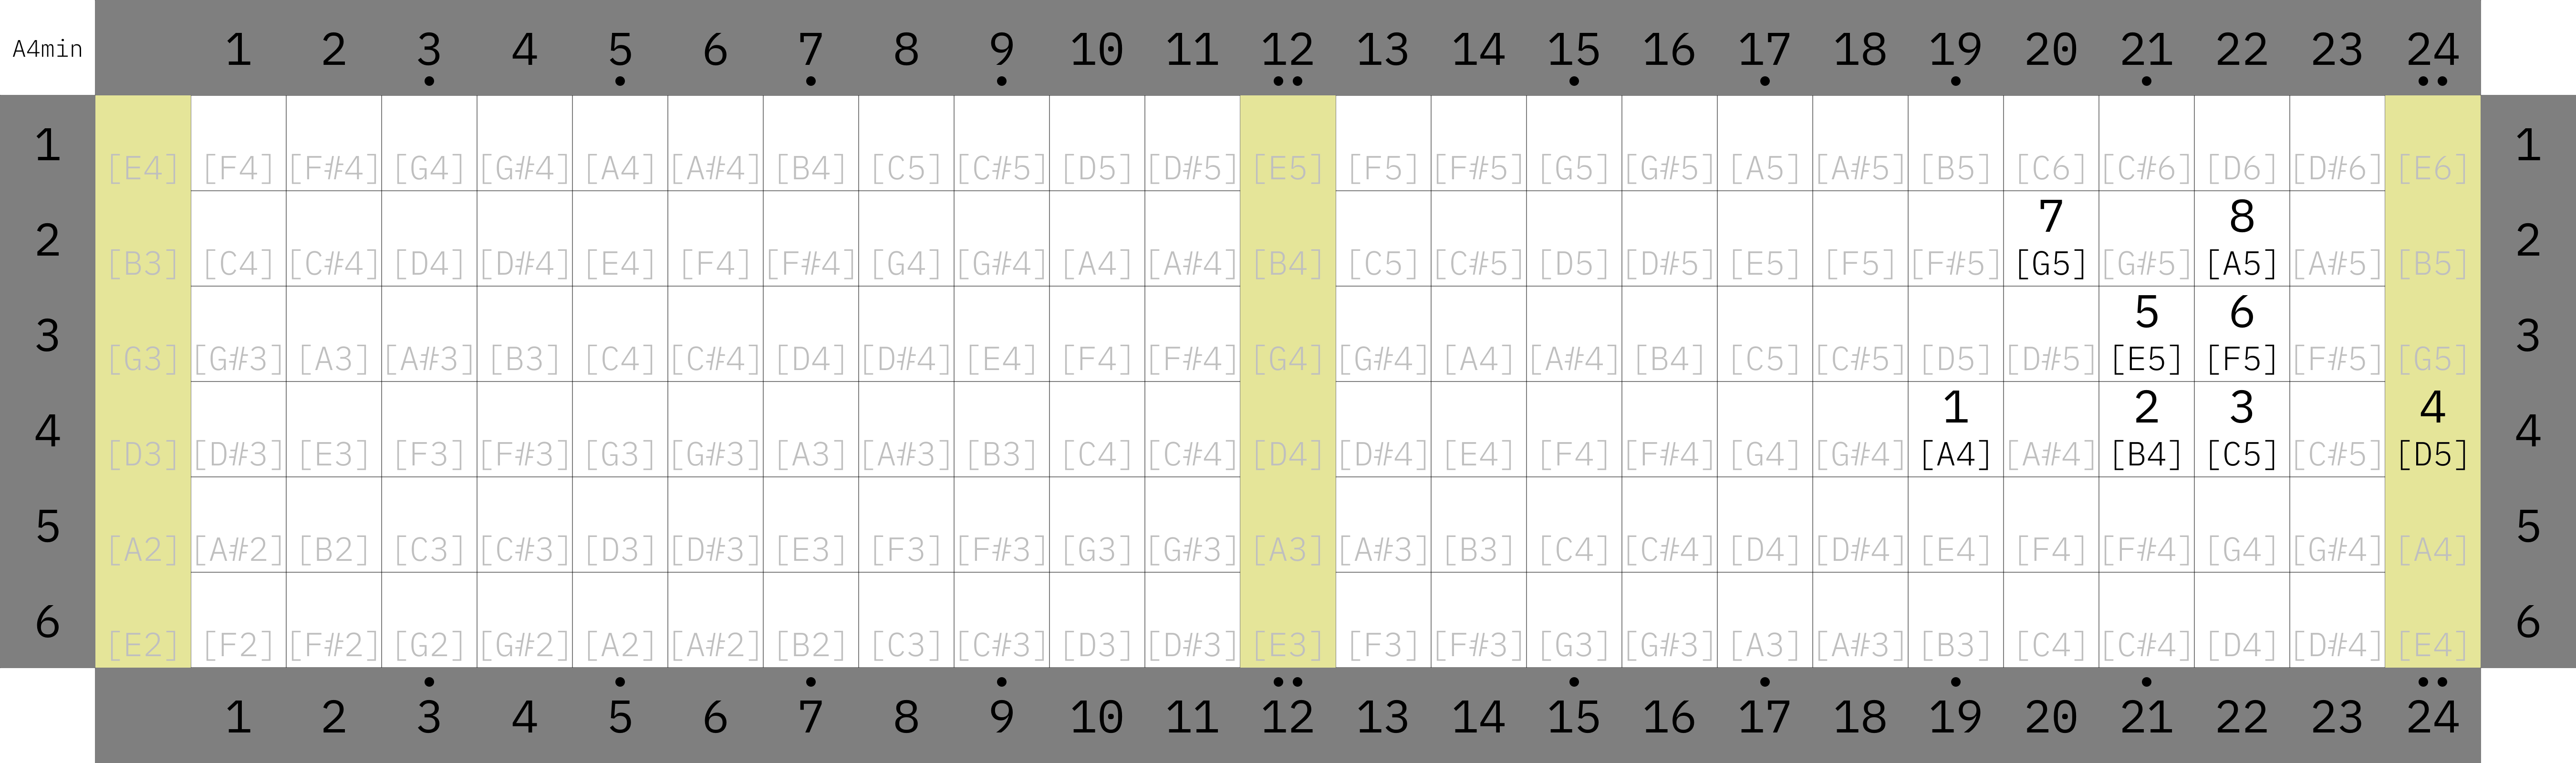 A4min 1 2 3 4 5 6 7 8 9 10 11 12 13 14 15 16 17 18 19 20 21 22 23 24
1 [E4] [F4] [F#4] [G4] [G#4] [A4] [A#4] [B4] [C5] [C#5] [D5] [D#5] [E5] [F5] [F#5] [G5] [G#5] [A5] [A#5] [B5] [C6] [C#6] [D6] [D#6] [E6] 1
7 8
2 [B3] [C4] [C#4] [D4] [D#4] [E4] [F4] [F#4] [G4] [G#4] [A4] [A#4] [B4] [C5] [C#5] [D5] [D#5] [E5] [F5] [F#5] [G5] [G#5] [A5] [A#5] [B5] 2
5 6
3 [G3] [G#3] [A3] [A#3] [B3] [C4] [C#4] [D4] [D#4] [E4] [F4] [F#4] [G4] [G#4] [A4] [A#4] [B4] [C5] [C#5] [D5] [D#5] [E5] [F5] [F#5] [G5] 3
1 2 3 4
4 [D3] [D#3] [E3] [F3] [F#3] [G3] [G#3] [A3] [A#3] [B3] [C4] [C#4] [D4] [D#4] [E4] [F4] [F#4] [G4] [G#4] [A4] [A#4] [B4] [C5] [C#5] [D5] 4
5 [A2] [A#2] [B2] [C3] [C#3] [D3] [D#3] [E3] [F3] [F#3] [G3] [G#3] [A3] [A#3] [B3] [C4] [C#4] [D4] [D#4] [E4] [F4] [F#4] [G4] [G#4] [A4] 5
6 [E2] [F2] [F#2] [G2] [G#2] [A2] [A#2] [B2] [C3] [C#3] [D3] [D#3] [E3] [F3] [F#3] [G3] [G#3] [A3] [A#3] [B3] [C4] [C#4] [D4] [D#4] [E4] 6
1 2 3 4 5 6 7 8 9 10 11 12 13 14 15 16 17 18 19 20 21 22 23 24